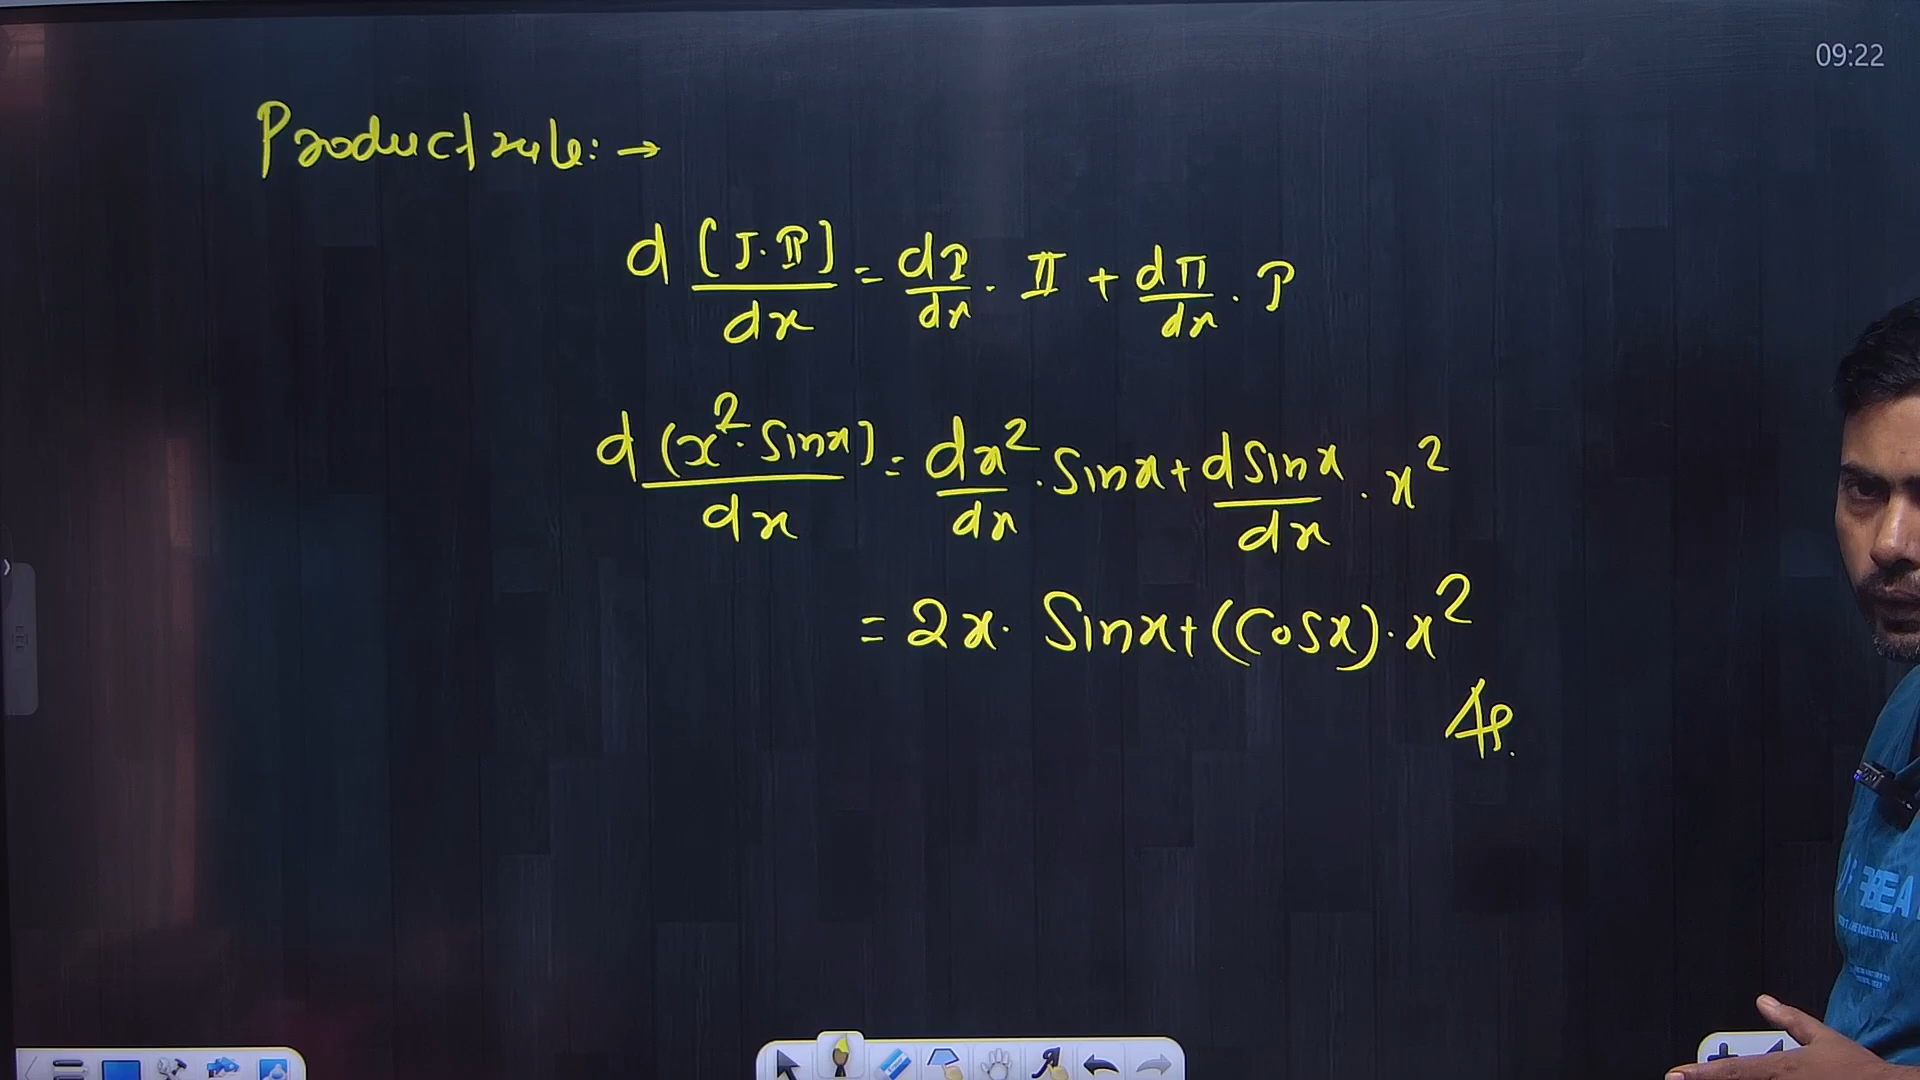 09:22
Product rule: →
d [I.II]/dx = dI/dx . II + dII/dx . I
d (x². sinx)/dx = dx²/dx . sinx + dsinx/dx . x²
= 2x. Sinx + (Cosx). x²